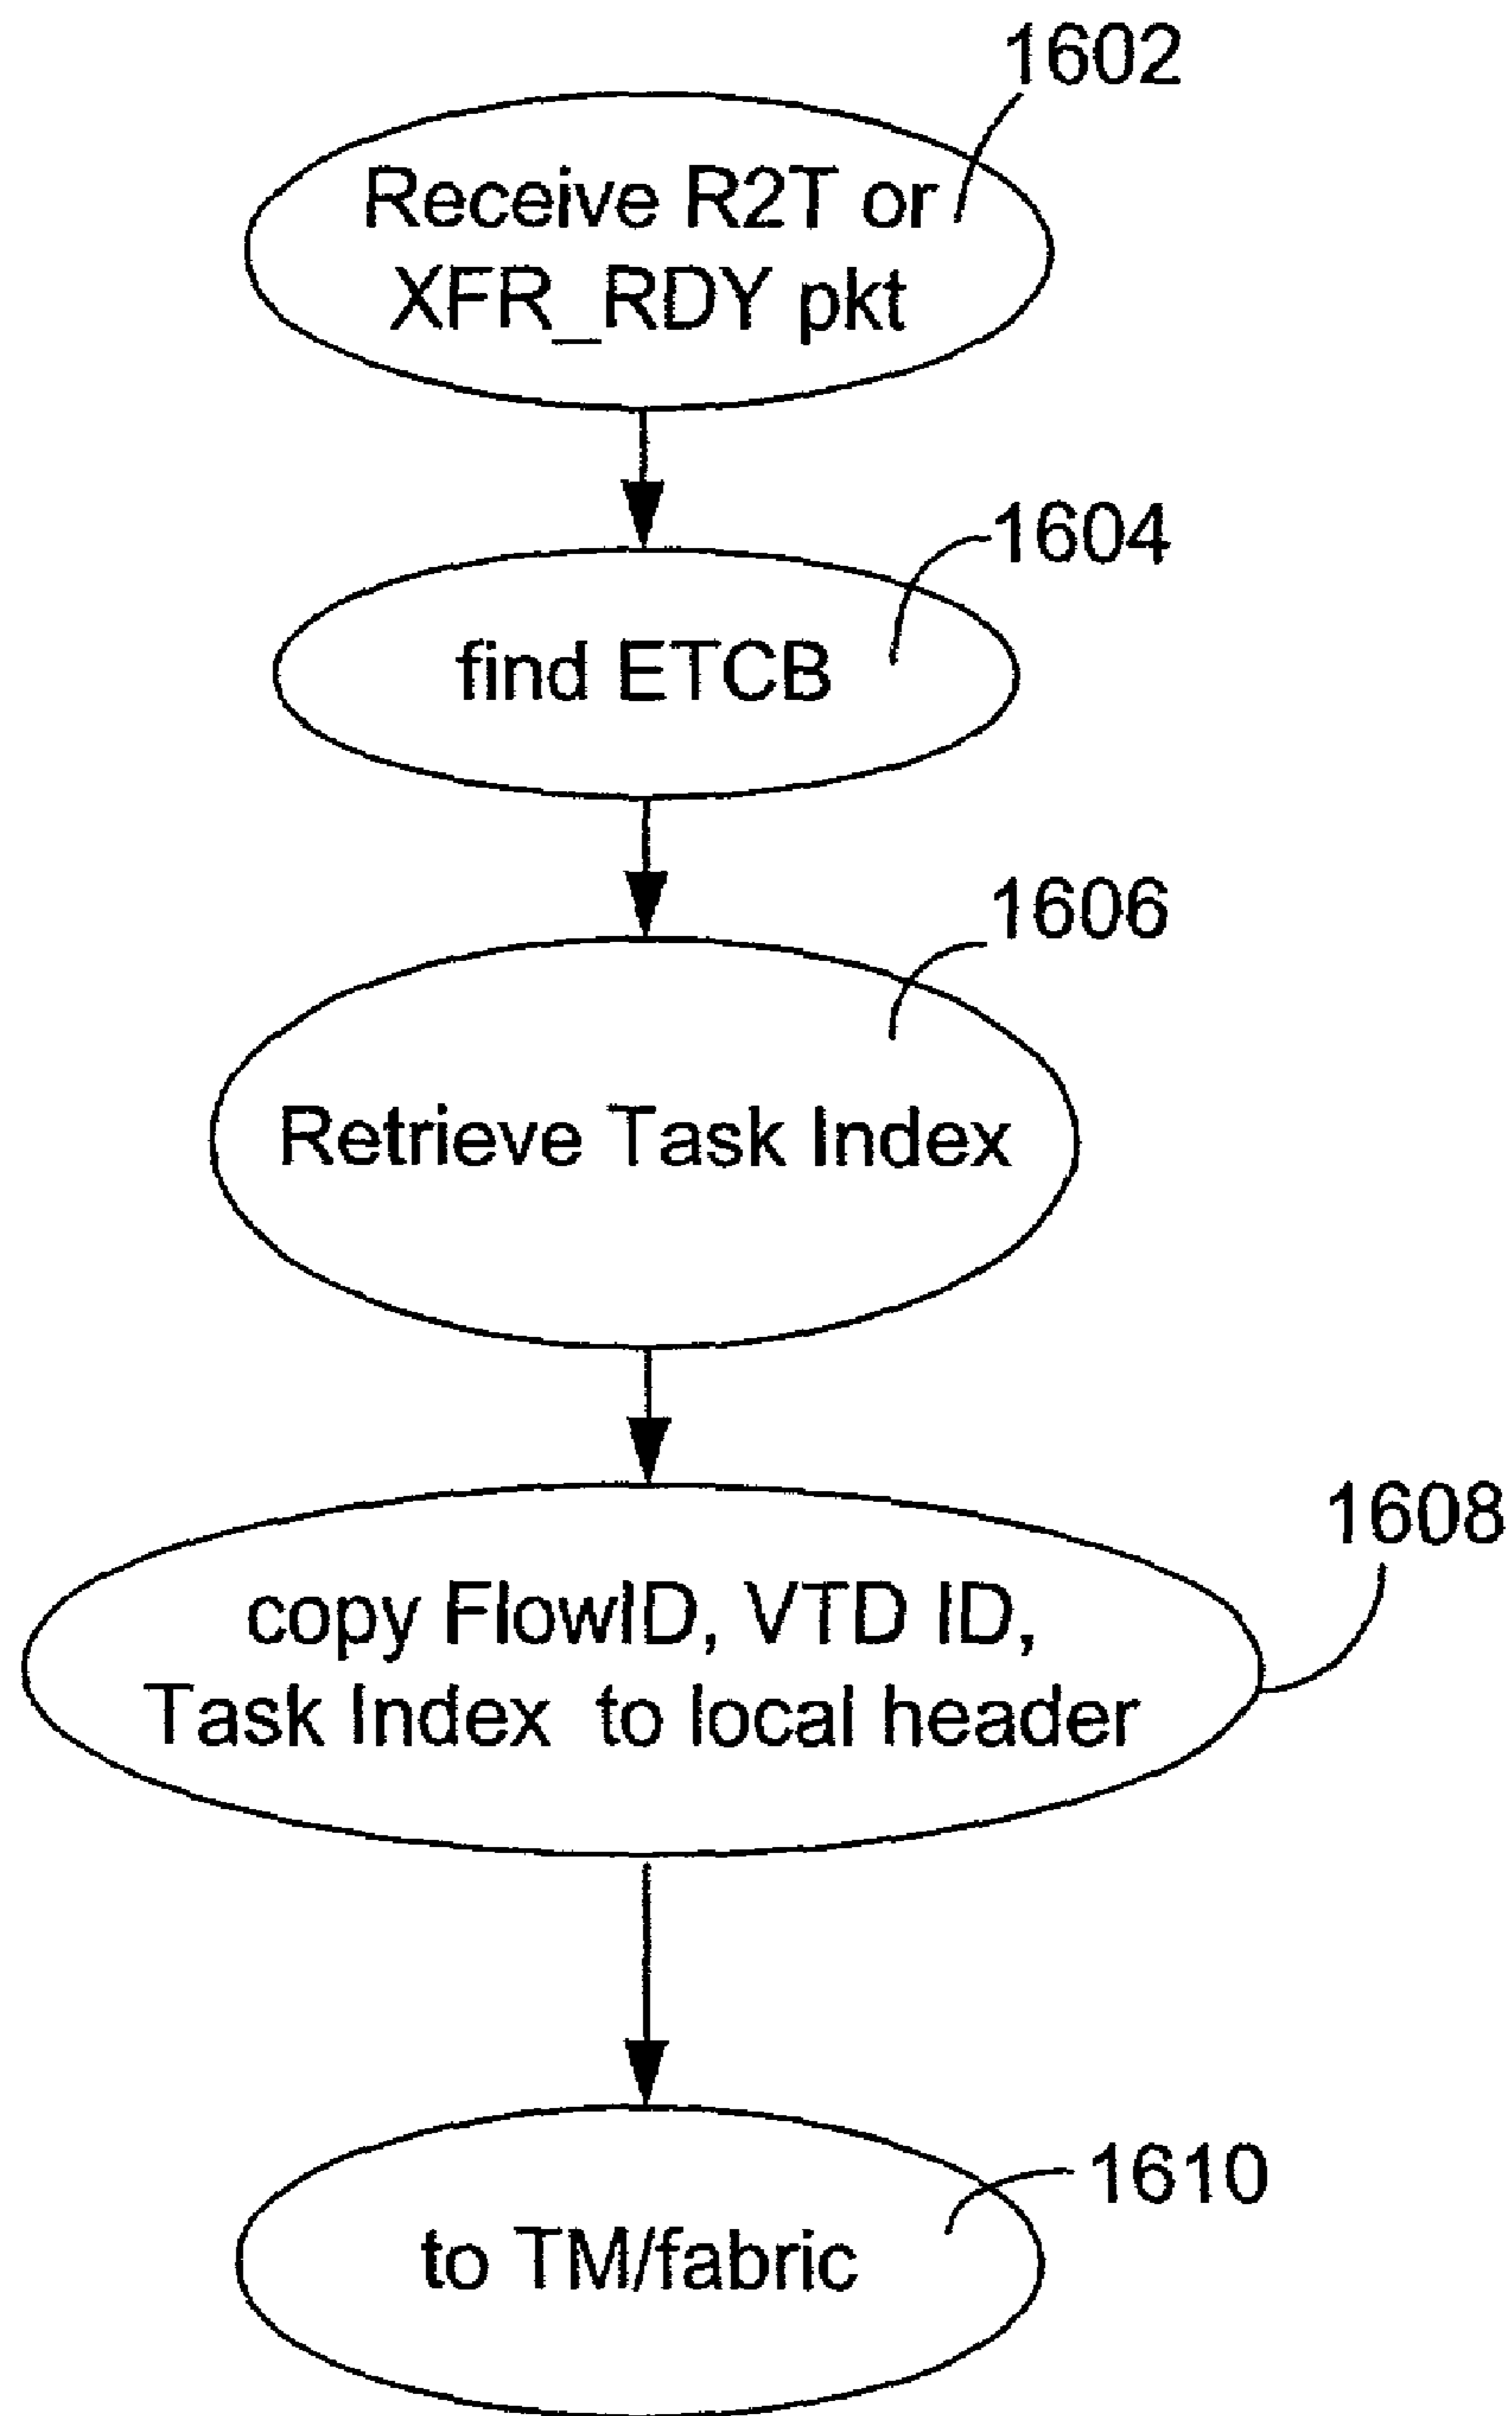 1602
Receive R2T or
XFR_RDY pkt
1604
find ETCB
1606
Retrieve Task Index
1608
copy FlowID, VTD ID,
Task Index to local header
1610
to TM/fabric